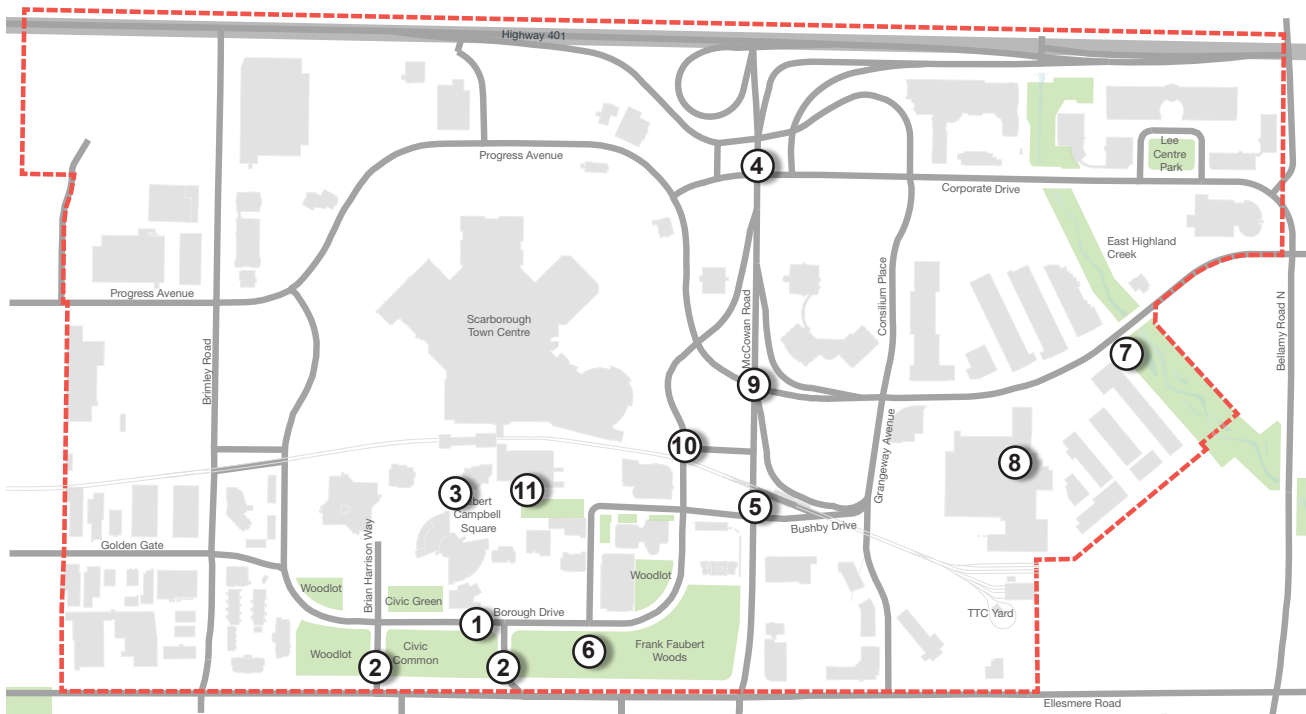 Highway 401
Progress Avenue
4
Lee
Centre
Park
Corporate Drive
East Highland
Creek
Progress Avenue
Scarborough
Town Centre
Brimley Road
McCowan Road
Consilium Place
Bellamy Road N
7
9
10
Grangeway Avenue
8
3
11
Campbell
Square
5
Bushby Drive
Golden Gate
Brian Harrison Way
Woodlot
Civic Green
Woodlot
Borough Drive
TTC Yard
1
Woodlot
Civic
Common
6
Frank Faubert
Woods
2
2
Ellesmere Road